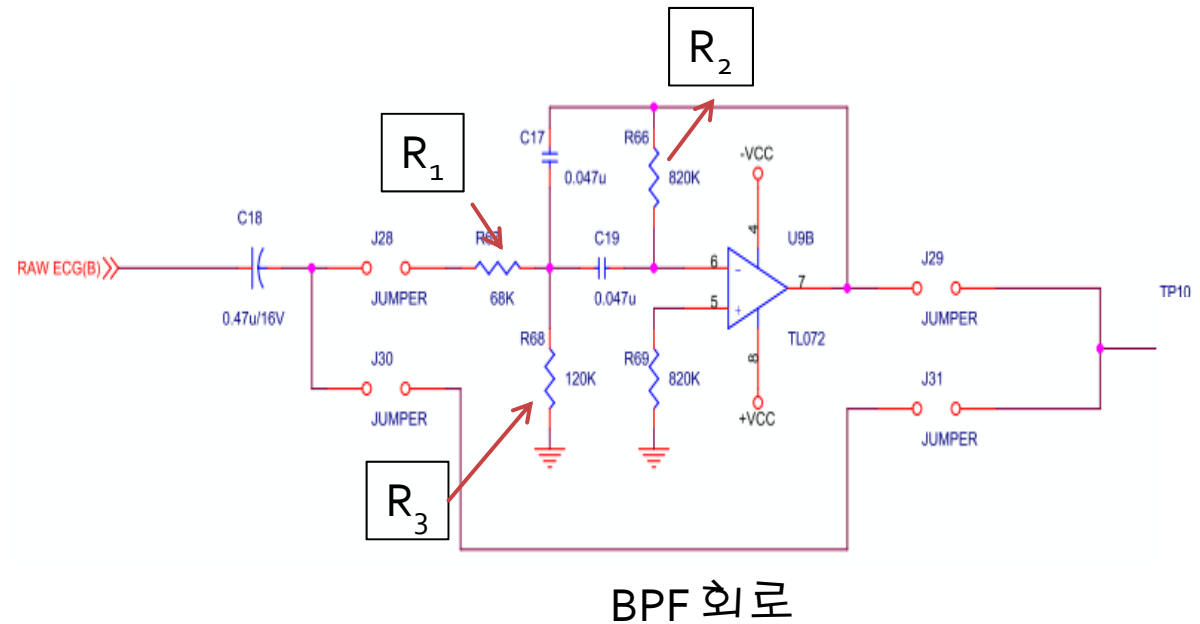 R2
R1
C17
0.047u
R66
820K
-VCC
4
U9B
C18
RAW ECG(B)
0.47u/16V
J28
JUMPER
68K
C19
0.047u
6
-
5
+
7
TL072
8
+VCC
J29
JUMPER
TP10
R68
120K
R69
820K
J30
JUMPER
J31
JUMPER
R3
BPF 회로